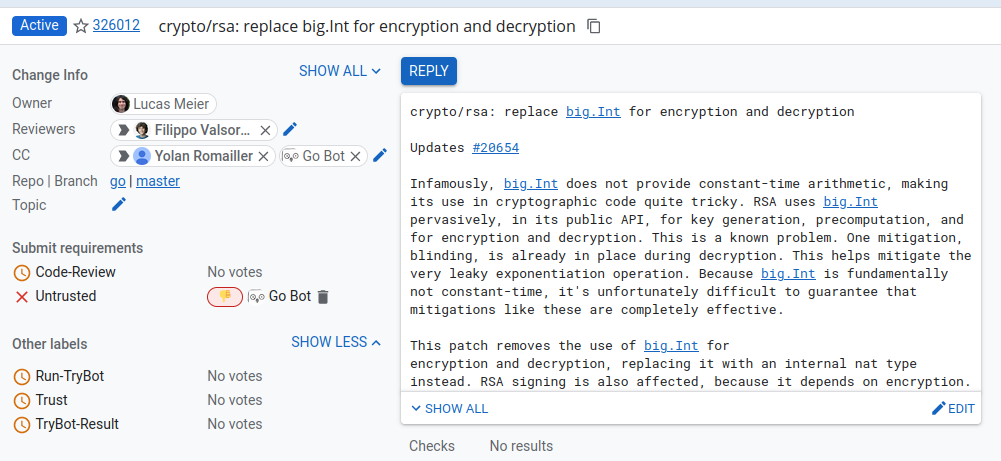 Active 326012 crypto/rsa: replace big.Int for encryption and decryption
Change Info
SHOW ALL
Owner Lucas Meier
Reviewers Filippo Valsor...
CC Yolan Romailler Go Bot
Repo | Branch go | master
Topic
Submit requirements
Code-Review No votes
Untrusted Go Bot
Other labels
SHOW LESS
Run-TryBot No votes
Trust No votes
TryBot-Result No votes
REPLY
crypto/rsa: replace big.Int for encryption and decryption
Updates #20654
Infamously, big.Int does not provide constant-time arithmetic, making
its use in cryptographic code quite tricky. RSA uses big.Int
pervasively, in its public API, for key generation, precomputation, and
for encryption and decryption. This is a known problem. One mitigation,
blinding, is already in place during decryption. This helps mitigate the
very leaky exponentiation operation. Because big.Int is fundamentally
not constant-time, it's unfortunately difficult to guarantee that
mitigations like these are completely effective.
This patch removes the use of big.Int for
encryption and decryption, replacing it with an internal nat type
instead. RSA signing is also affected, because it depends on encryption.
SHOW ALL
EDIT
Checks No results